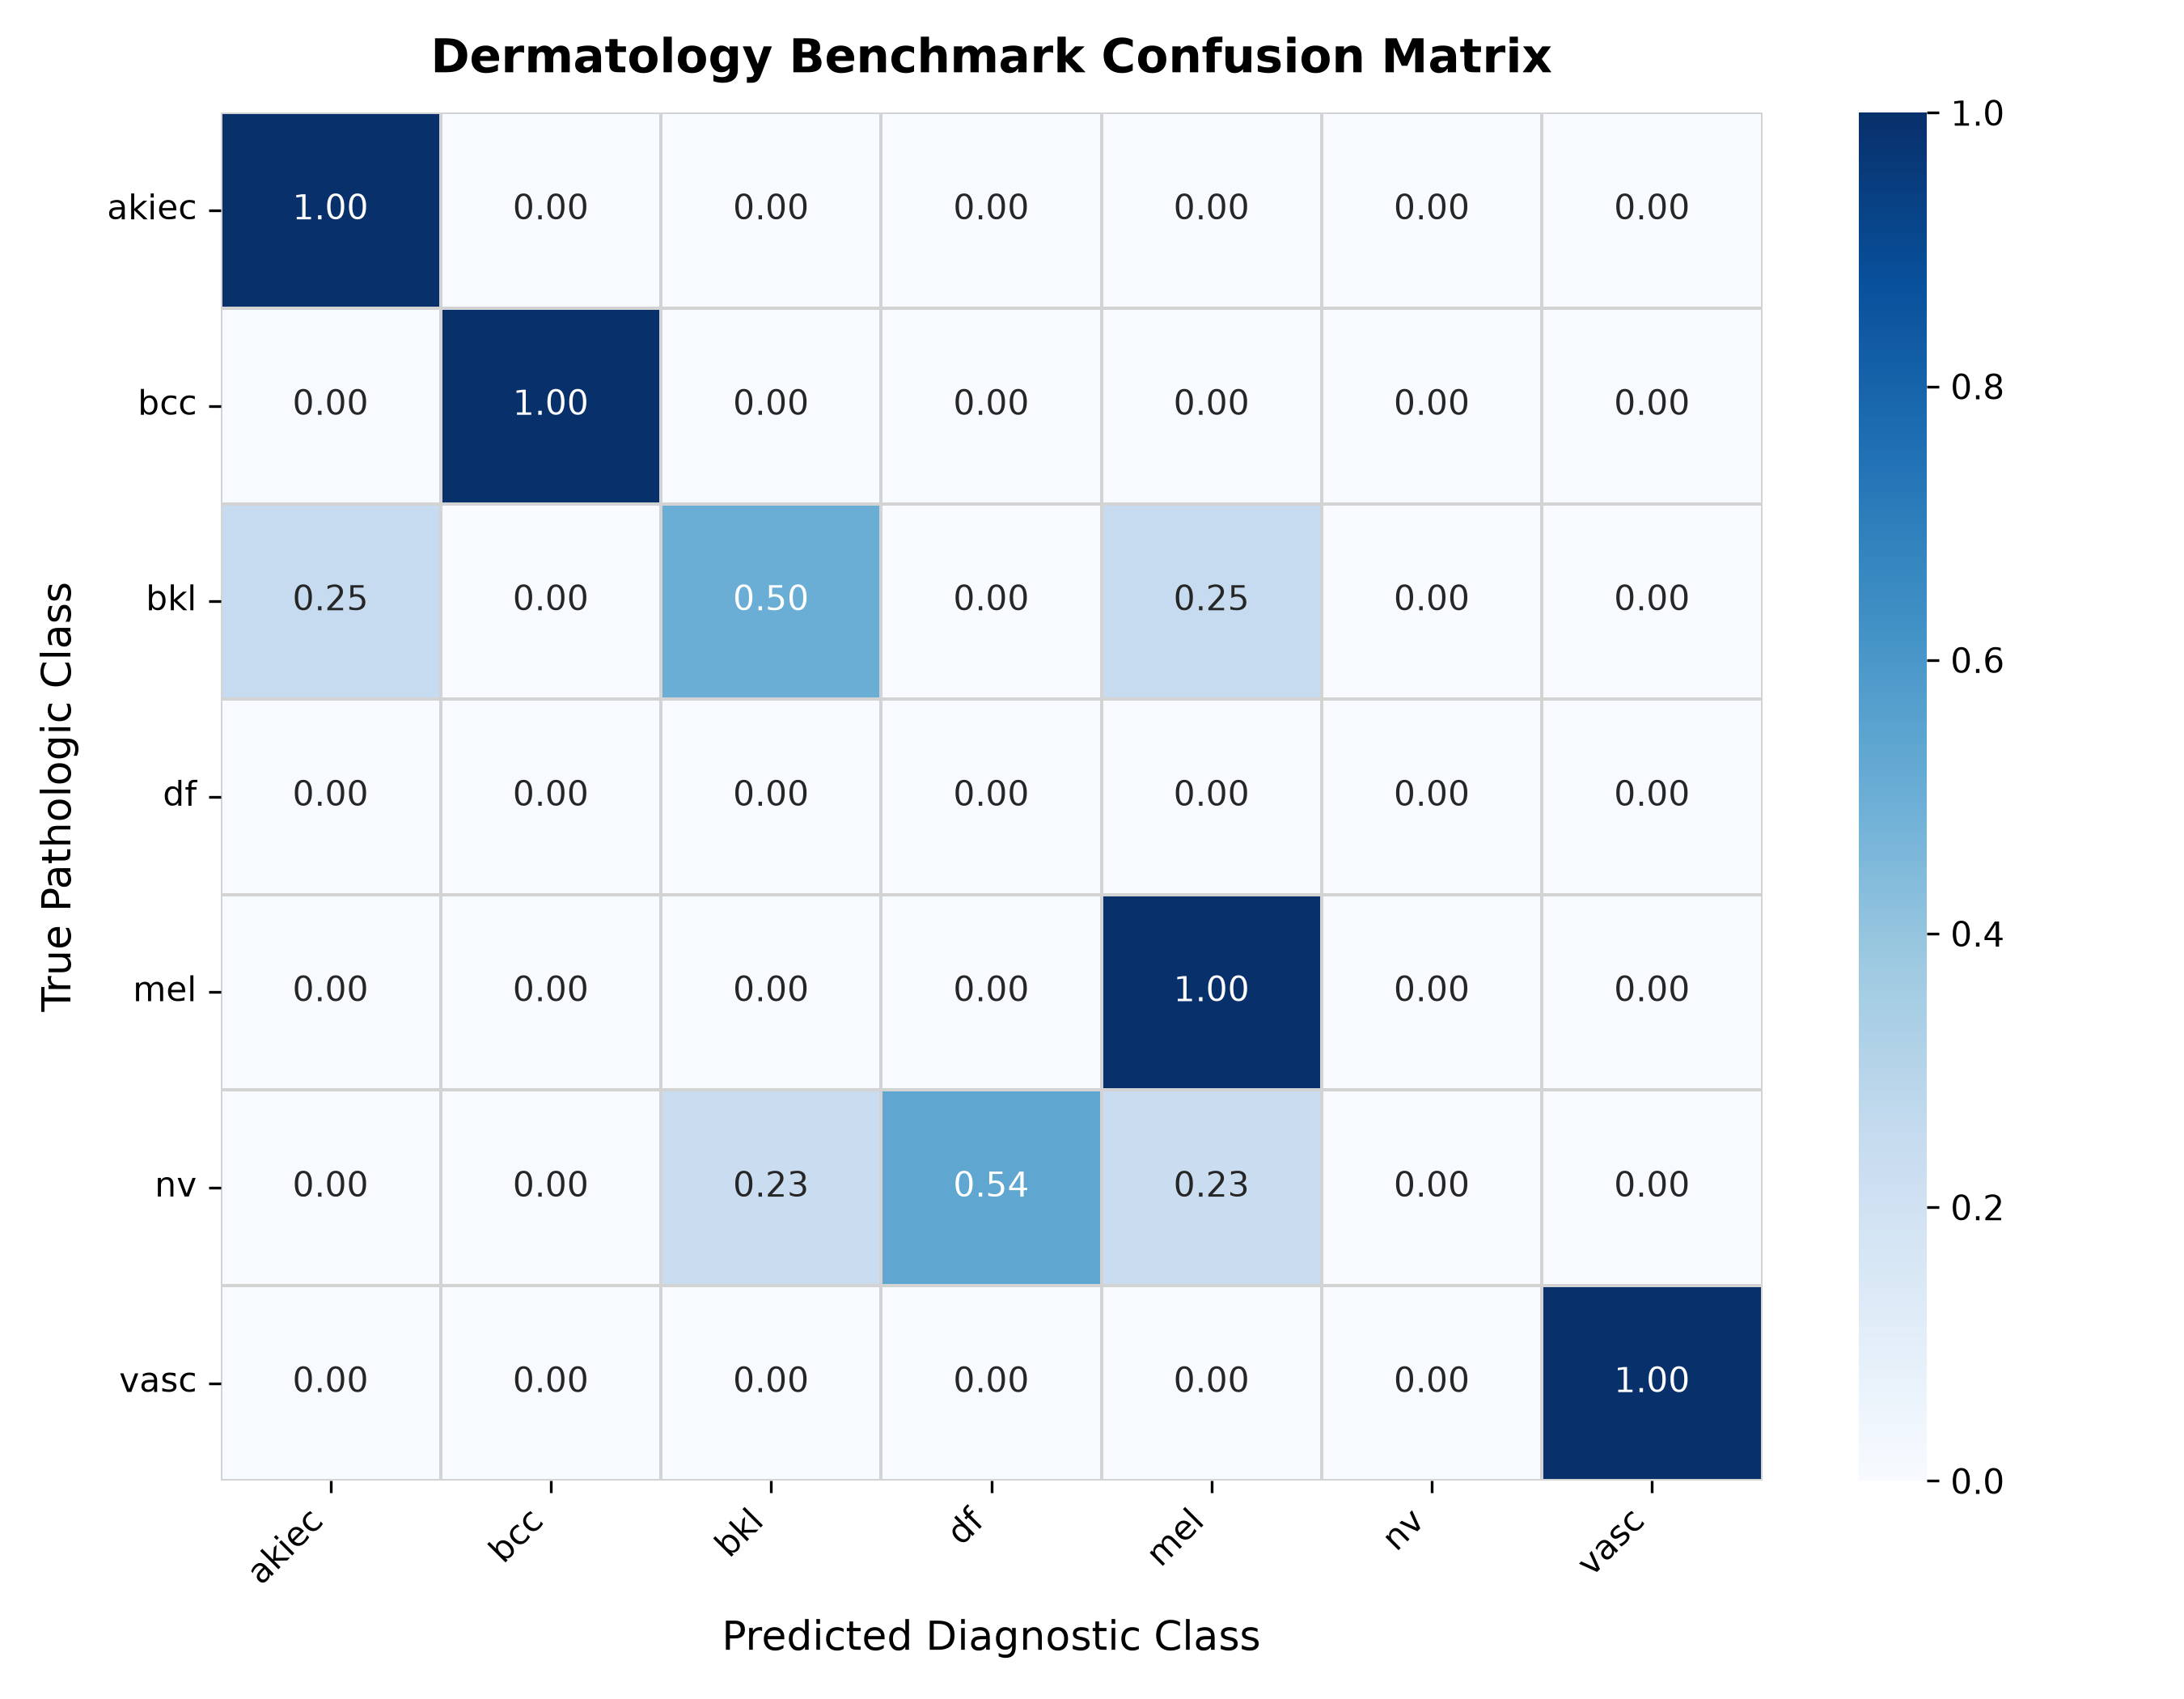 Dermatology Benchmark Confusion Matrix
True Pathologic Class
akiec 1.00 0.00 0.00 0.00 0.00 0.00 0.00
bcc 0.00 1.00 0.00 0.00 0.00 0.00 0.00
bkl 0.25 0.00 0.50 0.00 0.25 0.00 0.00
df 0.00 0.00 0.00 0.00 0.00 0.00 0.00
mel 0.00 0.00 0.00 0.00 1.00 0.00 0.00
nv 0.00 0.00 0.23 0.54 0.23 0.00 0.00
vasc 0.00 0.00 0.00 0.00 0.00 0.00 1.00
akiec bcc bkl df mel nv vasc
Predicted Diagnostic Class
1.0
0.8
0.6
0.4
0.2
0.0